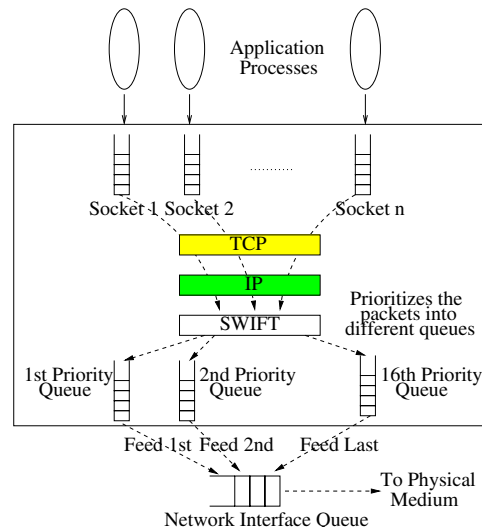 Application
Processes
Socket 1 Socket 2 Socket n
TCP
IP
SWIFT
Prioritizes the
packets into
different queues
1st Priority
Queue
2nd Priority
Queue
16th Priority
Queue
Feed 1st Feed 2nd Feed Last
To Physical
Medium
Network Interface Queue